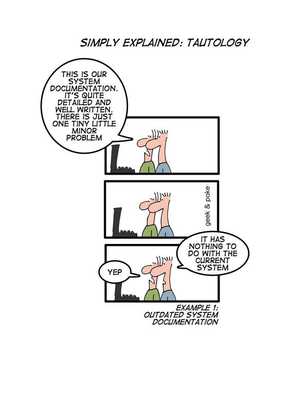 SIMPLY EXPLAINED: TAUTOLOGY
THIS IS OUR
SYSTEM
DOCUMENTATION.
IT'S QUITE
DETAILED AND
WELL WRITTEN.
THERE IS JUST
ONE TINY LITTLE
MINOR
PROBLEM
geek & poke
IT HAS
NOTHING TO
DO WITH THE
CURRENT
SYSTEM
YEP
EXAMPLE 1:
OUTDATED SYSTEM
DOCUMENTATION